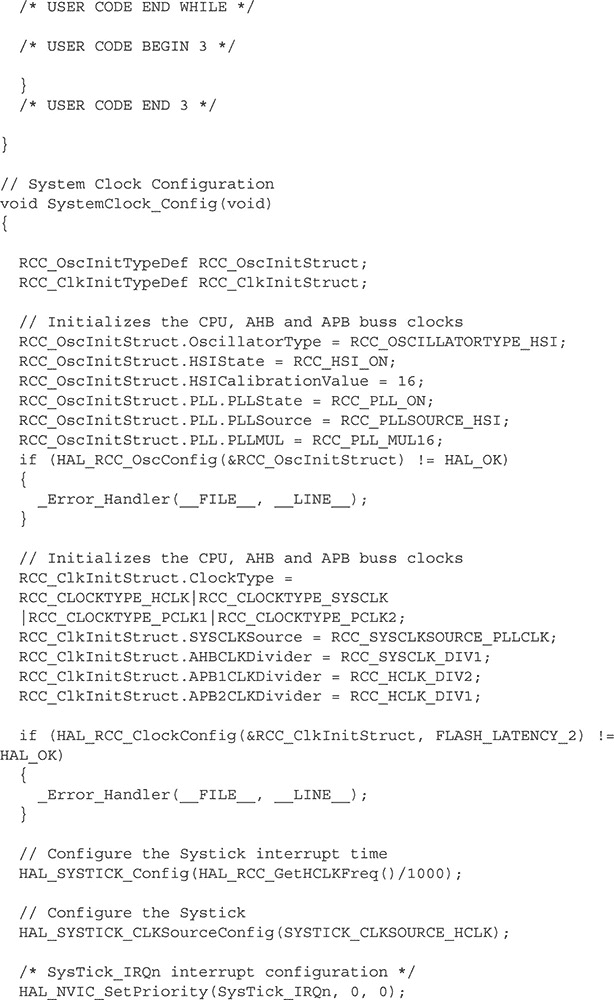 /* USER CODE END WHILE */
/* USER CODE BEGIN 3 */
}
/* USER CODE END 3 */
}
// System Clock Configuration
void SystemClock_Config(void)
{
RCC_OscInitTypeDef RCC_OscInitStruct;
RCC_ClkInitTypeDef RCC_ClkInitStruct;
// Initializes the CPU, AHB and APB buss clocks
RCC_OscInitStruct.OscillatorType = RCC_OSCILLATORTYPE_HSI;
RCC_OscInitStruct.HSIState = RCC_HSI_ON;
RCC_OscInitStruct.HSICalibrationValue = 16;
RCC_OscInitStruct.PLL.PLLState = RCC_PLL_ON;
RCC_OscInitStruct.PLL.PLLSource = RCC_PLLSOURCE_HSI;
RCC_OscInitStruct.PLL.PLLMUL = RCC_PLL_MUL16;
if (HAL_RCC_OscConfig(&RCC_OscInitStruct) != HAL_OK)
{
_Error_Handler(__FILE__, __LINE__);
}
// Initializes the CPU, AHB and APB buss clocks
RCC_ClkInitStruct.ClockType =
RCC_CLOCKTYPE_HCLK|RCC_CLOCKTYPE_SYSCLK
|RCC_CLOCKTYPE_PCLK1|RCC_CLOCKTYPE_PCLK2;
RCC_ClkInitStruct.SYSCLKSource = RCC_SYSCLKSOURCE_PLLCLK;
RCC_ClkInitStruct.AHBCLKDivider = RCC_SYSCLK_DIV1;
RCC_ClkInitStruct.APB1CLKDivider = RCC_HCLK_DIV2;
RCC_ClkInitStruct.APB2CLKDivider = RCC_HCLK_DIV1;
if (HAL_RCC_ClockConfig(&RCC_ClkInitStruct, FLASH_LATENCY_2) !=
HAL_OK)
{
_Error_Handler(__FILE__, __LINE__);
}
// Configure the Systick interrupt time
HAL_SYSTICK_Config(HAL_RCC_GetHCLKFreq()/1000);
// Configure the Systick
HAL_SYSTICK_CLKSourceConfig(SYSTICK_CLKSOURCE_HCLK);
/* SysTick_IRQn interrupt configuration */
HAL_NVIC_SetPriority(SysTick_IRQn, 0, 0);